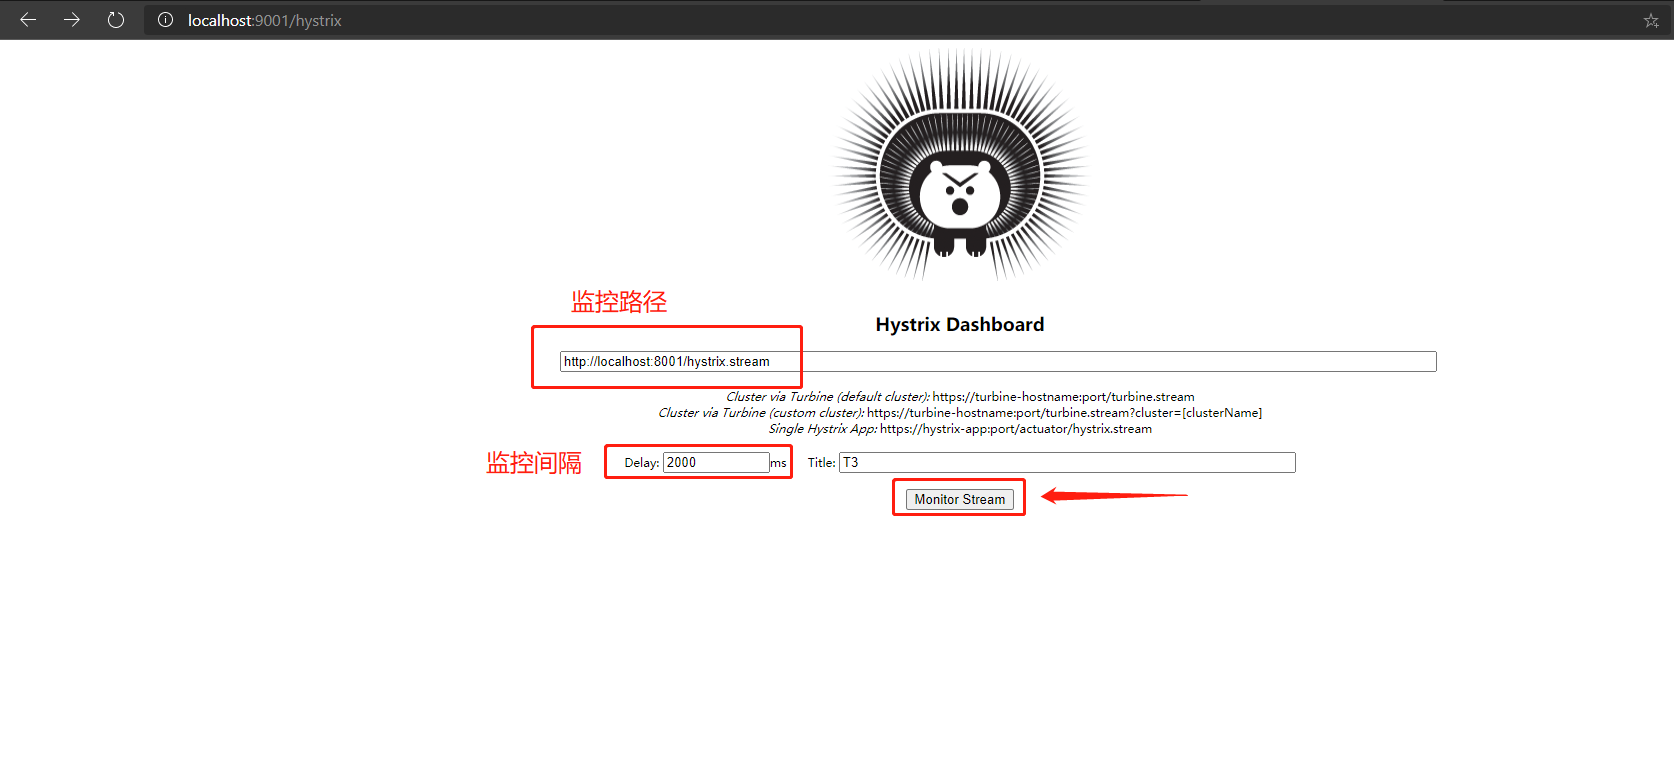 localhost:9001/hystrix
监控路径
Hystrix Dashboard
http://localhost:8001/hystrix.stream
Cluster via Turbine (default cluster): https://turbine-hostname:port/turbine.stream
Cluster via Turbine (custom cluster): https://turbine-hostname:port/turbine.stream?cluster=[clusterName]
Single Hystrix App: https://hystrix-app:port/actuator/hystrix.stream
监控间隔 Delay: 2000 ms Title: T3
Monitor Stream